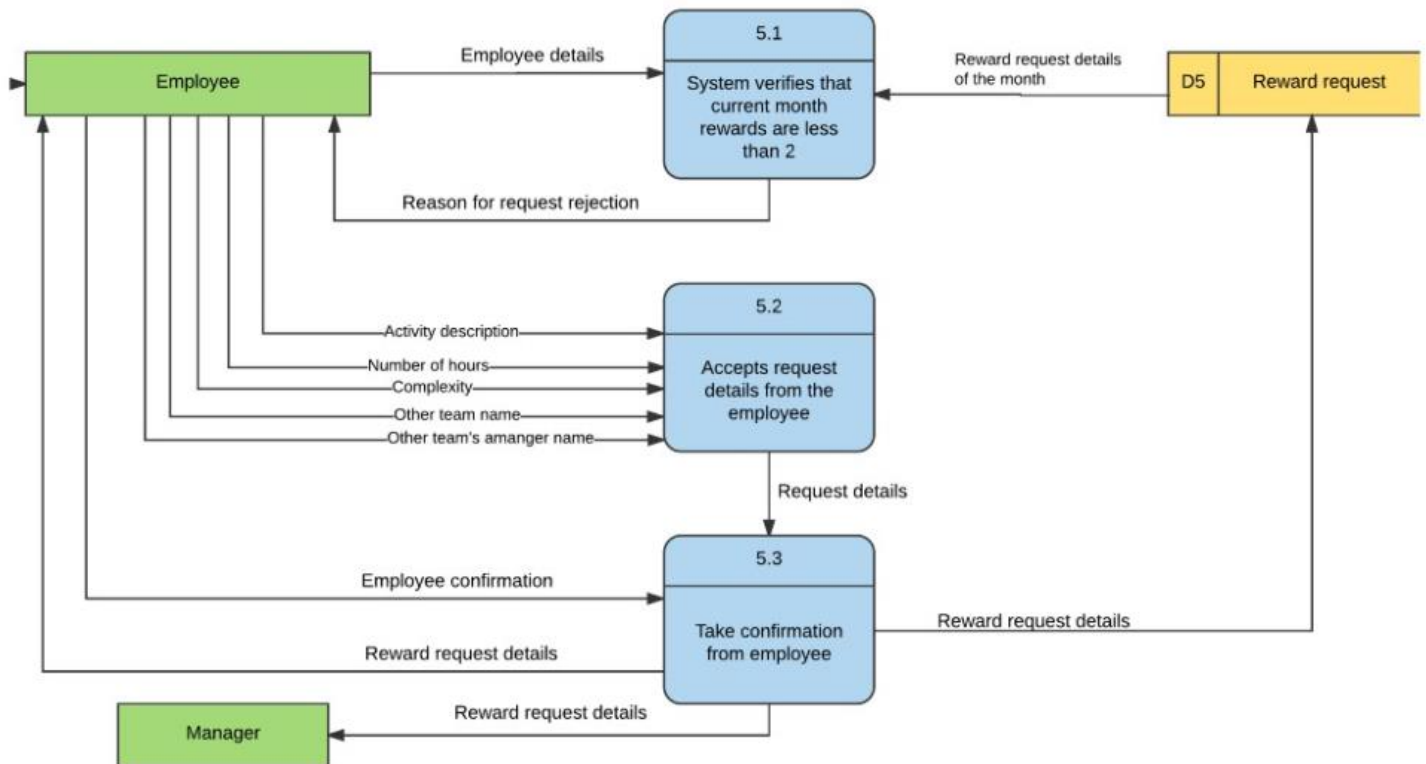 5.1
Employee details
Employee
Reward request details
of the month
D5
Reward request
System verifies that
current month
rewards are less
than 2
Reason for request rejection
5.2
Activity description
Number of hours
Complexity
Other team name
Other team's amanger name
Accepts request
details from the
employee
Request details
5.3
Employee confirmation
Take confirmation
from employee
Reward request details
Reward request details
Reward request details
Manager